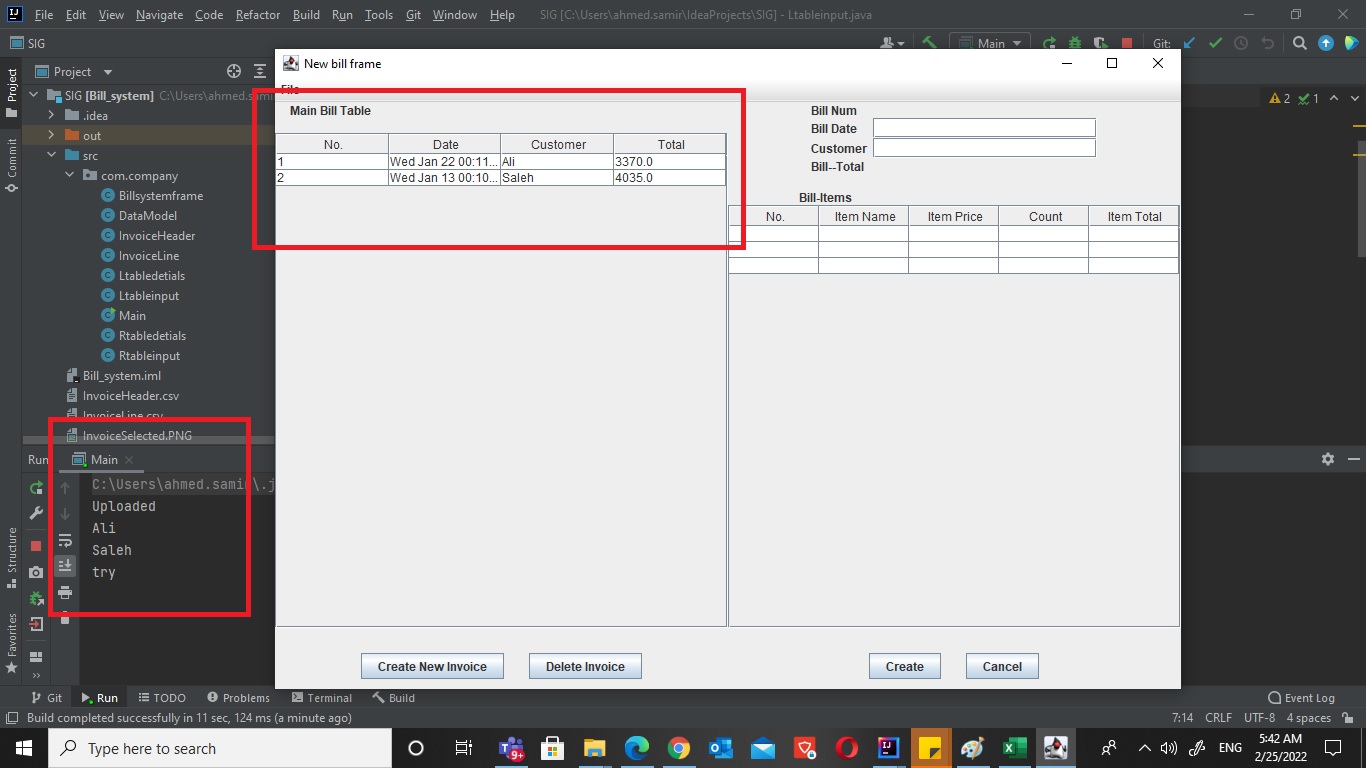 File Edit View Navigate Code Refactor Build Run Tools Git Window Help SIG [C:\Users\ahmed.samir\IdeaProjects\SIG] - Ltableinput.java
SIG
Main
Git:
Project
Project
SIG [Bill_system] C:\Users\ahmed.samir
.idea
out
src
com.company
Billsystemframe
DataModel
InvoiceHeader
InvoiceLine
Ltabledetials
Ltableinput
Main
Rtabledetials
Rtableinput
Bill_system.iml
InvoiceHeader.csv
InvoiceLine.csv
InvoiceSelected.PNG
Commit
Structure
Favorites
2 1
New bill frame
File
Main Bill Table
No. Date Customer Total
1 Wed Jan 22 00:11... Ali 3370.0
2 Wed Jan 13 00:10... Saleh 4035.0
Bill Num
Bill Date
Customer
Bill--Total
Bill-Items
No. Item Name Item Price Count Item Total
Create New Invoice Delete Invoice Create Cancel
Run Main
C:\Users\ahmed.samir\.j
Uploaded
Ali
Saleh
try
Git Run TODO Problems Terminal Build Event Log
Build completed successfully in 11 sec, 124 ms (a minute ago) 7:14 CRLF UTF-8 4 spaces
Type here to search
9+
ENG
5:42 AM
2/25/2022